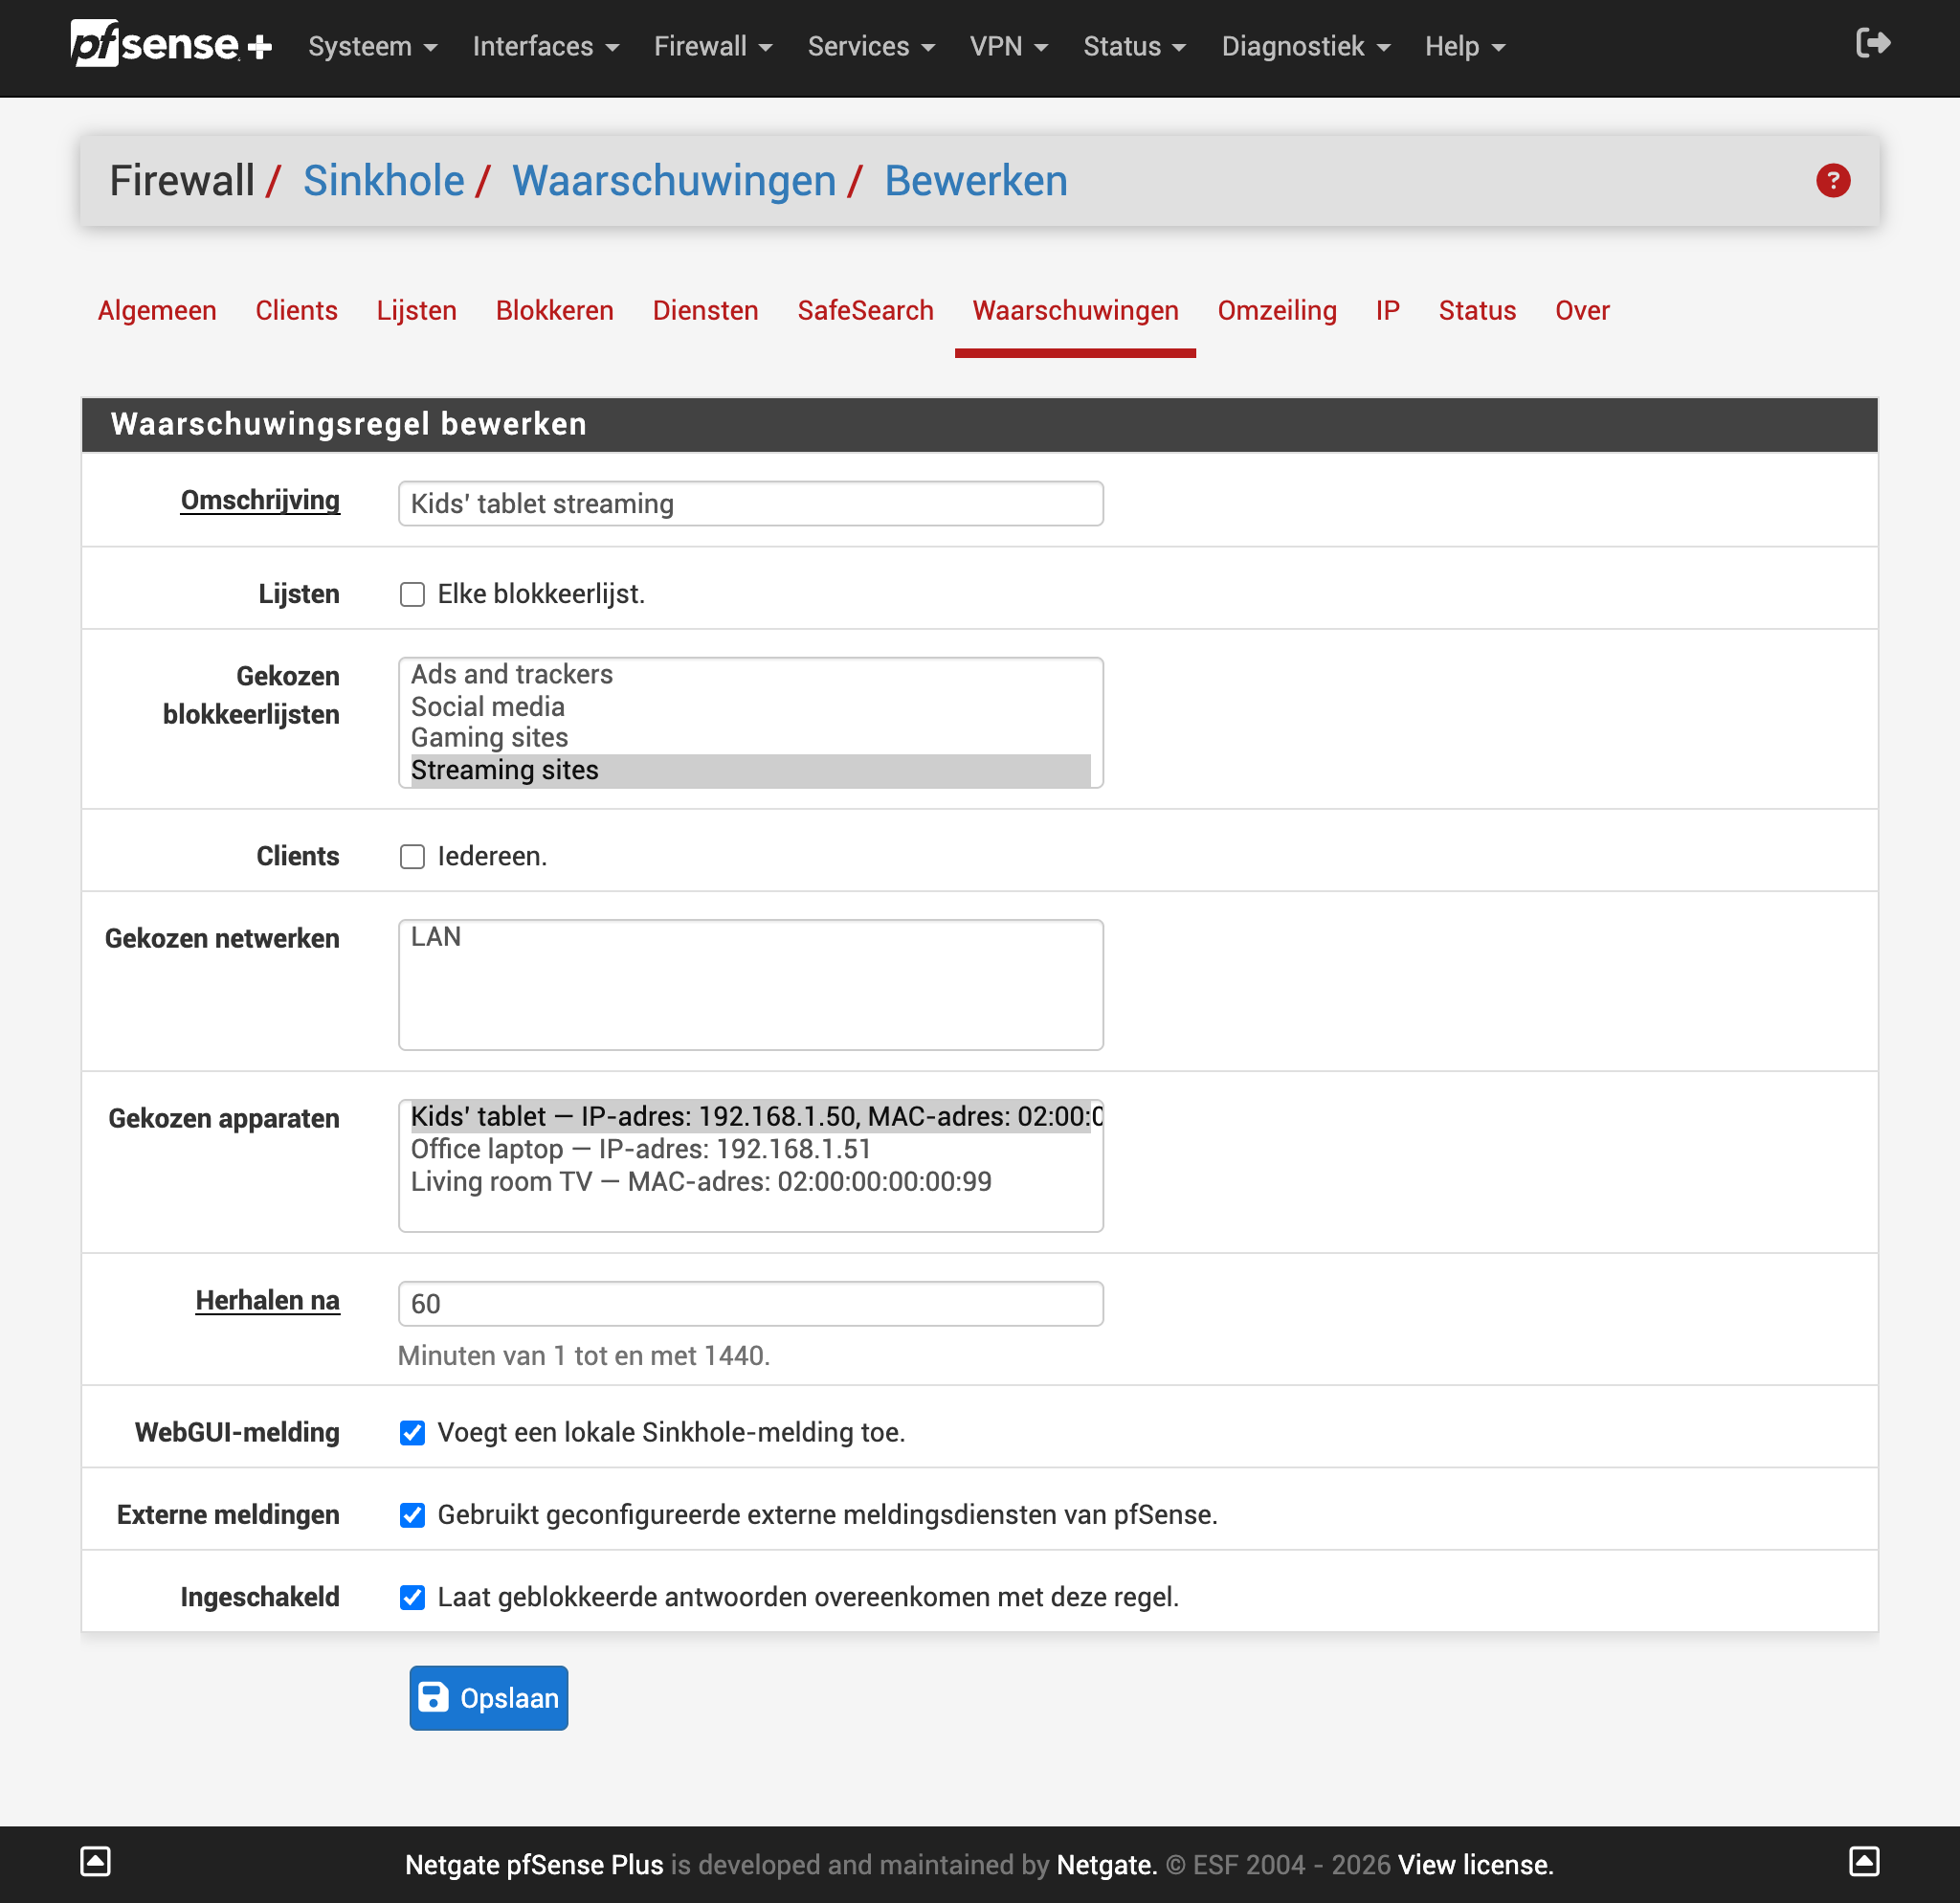 pfsense +
Systeem
Interfaces
Firewall
Services
VPN
Status
Diagnostiek
Help
Firewall / Sinkhole / Waarschuwingen / Bewerken
?
Algemeen
Clients
Lijsten
Blokkeren
Diensten
SafeSearch
Waarschuwingen
Omzeiling
IP
Status
Over
Waarschuwingsregel bewerken
Omschrijving
Kids' tablet streaming
Lijsten
Elke blokkeerlijst.
Gekozen
blokkeerlijsten
Ads and trackers
Social media
Gaming sites
Streaming sites
Clients
Iedereen.
Gekozen netwerken
LAN
Gekozen apparaten
Kids' tablet — IP-adres: 192.168.1.50, MAC-adres: 02:00:0
Office laptop — IP-adres: 192.168.1.51
Living room TV — MAC-adres: 02:00:00:00:00:99
Herhalen na
60
Minuten van 1 tot en met 1440.
WebGUI-melding
Voegt een lokale Sinkhole-melding toe.
Externe meldingen
Gebruikt geconfigureerde externe meldingsdiensten van pfSense.
Ingeschakeld
Laat geblokkeerde antwoorden overeenkomen met deze regel.
Opslaan
Netgate pfSense Plus is developed and maintained by Netgate. © ESF 2004 - 2026 View license.